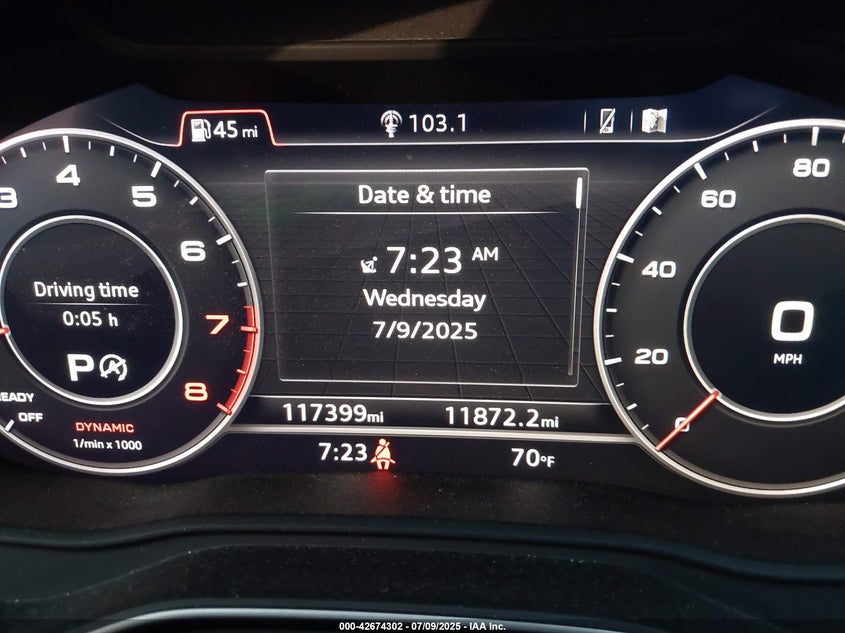 45 mi
103.1
3
4
5
6
7
8
Driving time
0:05 h
P
READY
OFF
DYNAMIC
1/min x 1000
Date & time
7:23 AM
Wednesday
7/9/2025
117399mi
11872.2mi
7:23
70°F
80
60
40
20
0
0
MPH
000-42674302 - 07/09/2025 - IAA Inc.